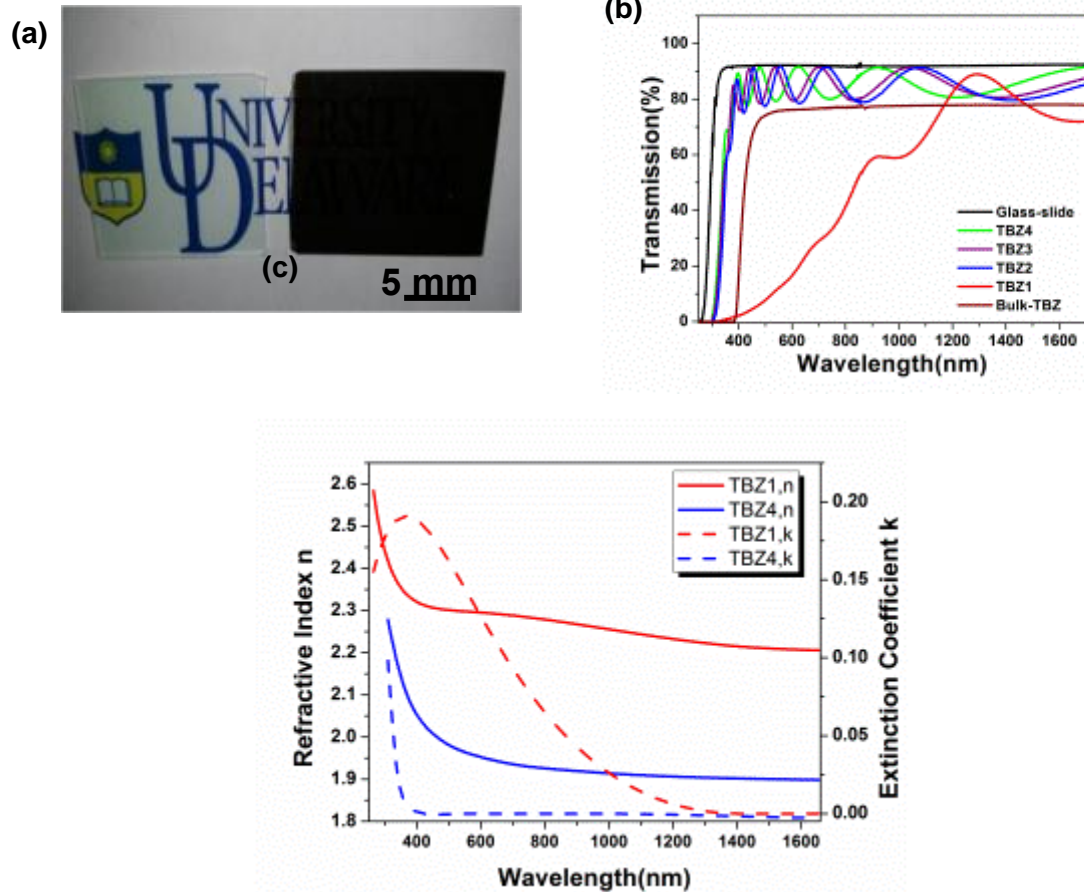 (a)
UNIVERSITY
DELAWARE
(c)
5 mm
(b)
Transmission(%)
100
80
60
40
20
0
Glass-slide
TBZ4
TBZ3
TBZ2
TBZ1
Bulk-TBZ
400 600 800 1000 1200 1400 1600
Wavelength(nm)
Refractive Index n
2.6
2.5
2.4
2.3
2.2
2.1
2.0
1.9
1.8
TBZ1,n
TBZ4,n
TBZ1,k
TBZ4,k
0.20
0.15
0.10
0.05
0.00
Extinction Coefficient k
400 600 800 1000 1200 1400 1600
Wavelength(nm)